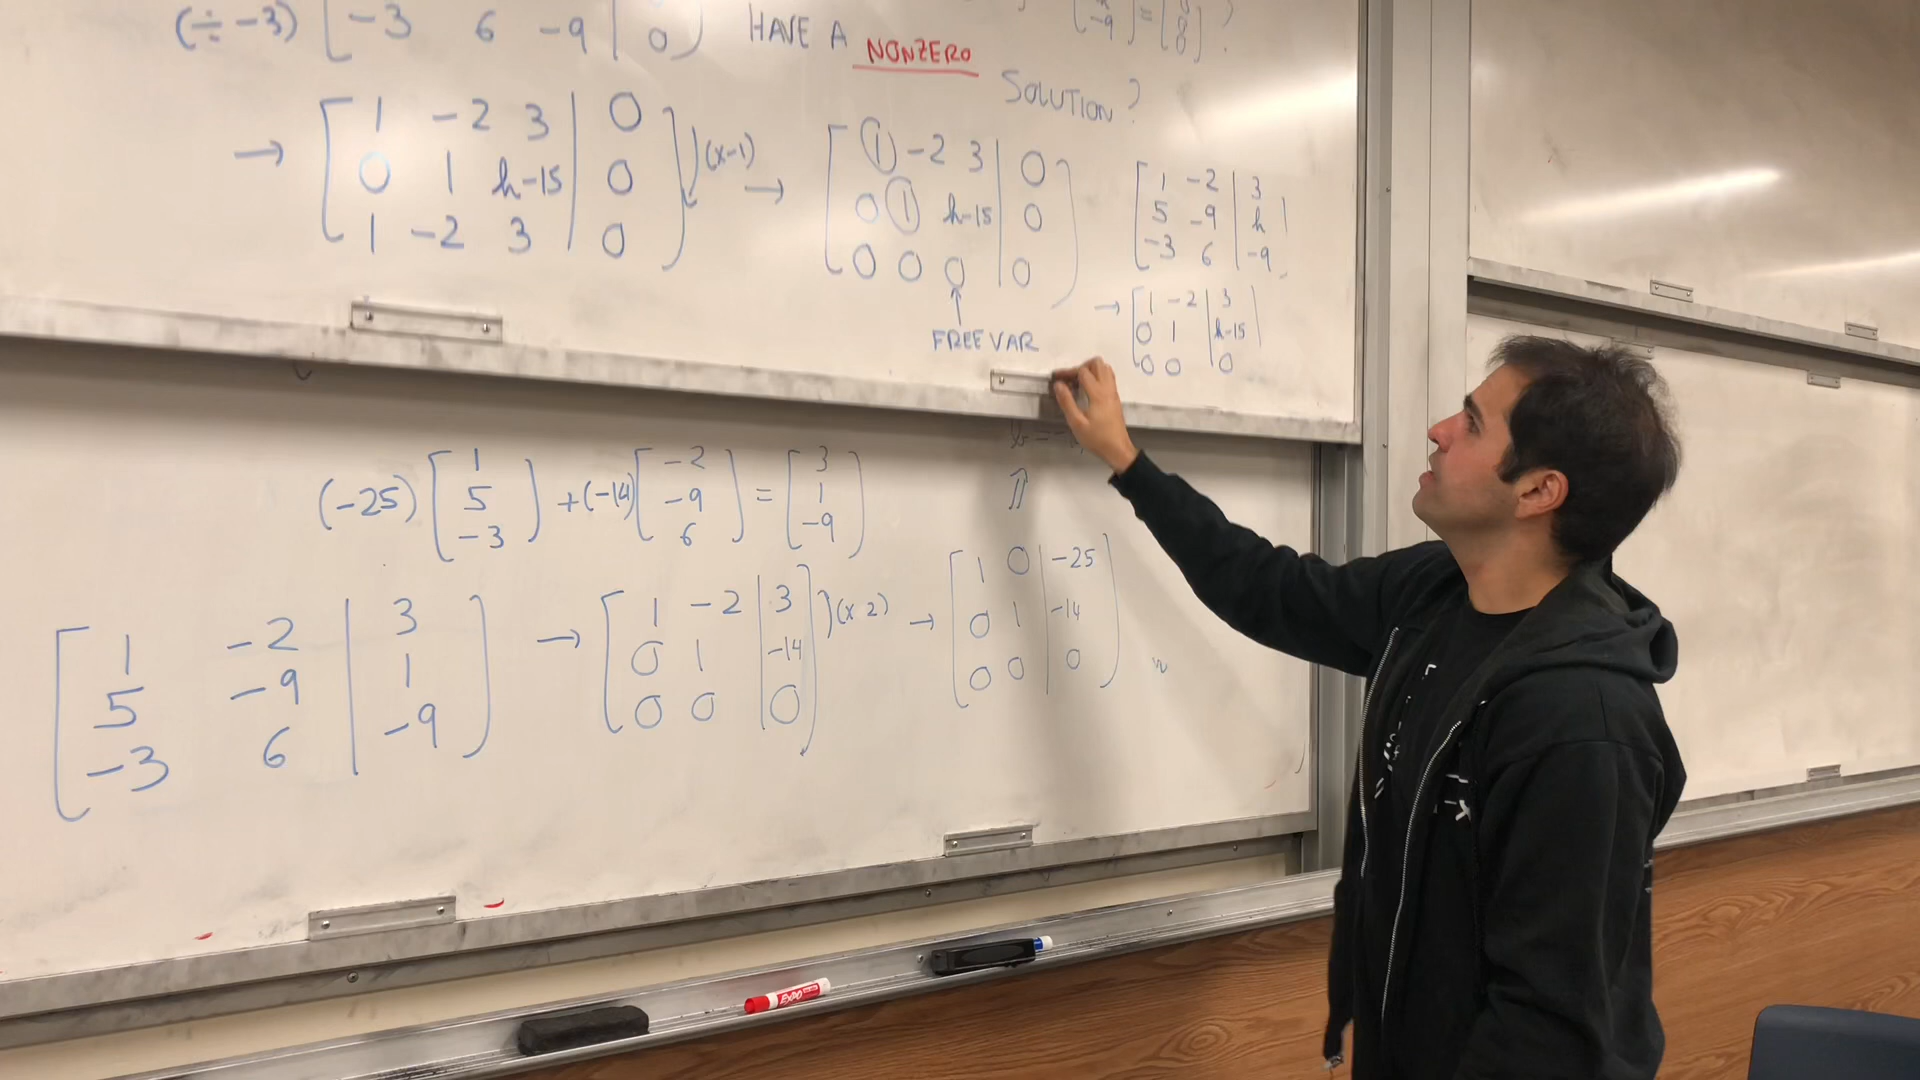 (÷ -3) [ -3 6 -9 | 0 ] HAVE A NONZERO
SOLUTION?
→ [ 1 -2 3 | 0
0 1 h-15 | 0
1 -2 3 | 0 ] (x-1)
→ [ 1 -2 3 | 0
0 1 h-15 | 0
0 0 0 | 0 ]
↑
FREE VAR
[ 1 -2 | 3
5 -9 | h
-3 6 | -9 ]
→ [ 1 -2 | 3
0 1 | h-15
0 0 | 0 ]
(-25) [ 1 5 -3 ] + (-14) [ -2 -9 6 ] = [ 3 1 -9 ]
[ 1 -2 | 3
5 -9 | 1
-3 6 | -9 ]
→ [ 1 -2 | 3
0 1 | -14
0 0 | 0 ] (x 2)
→ [ 1 0 | -25
0 1 | -14
0 0 | 0 ]
EXPO